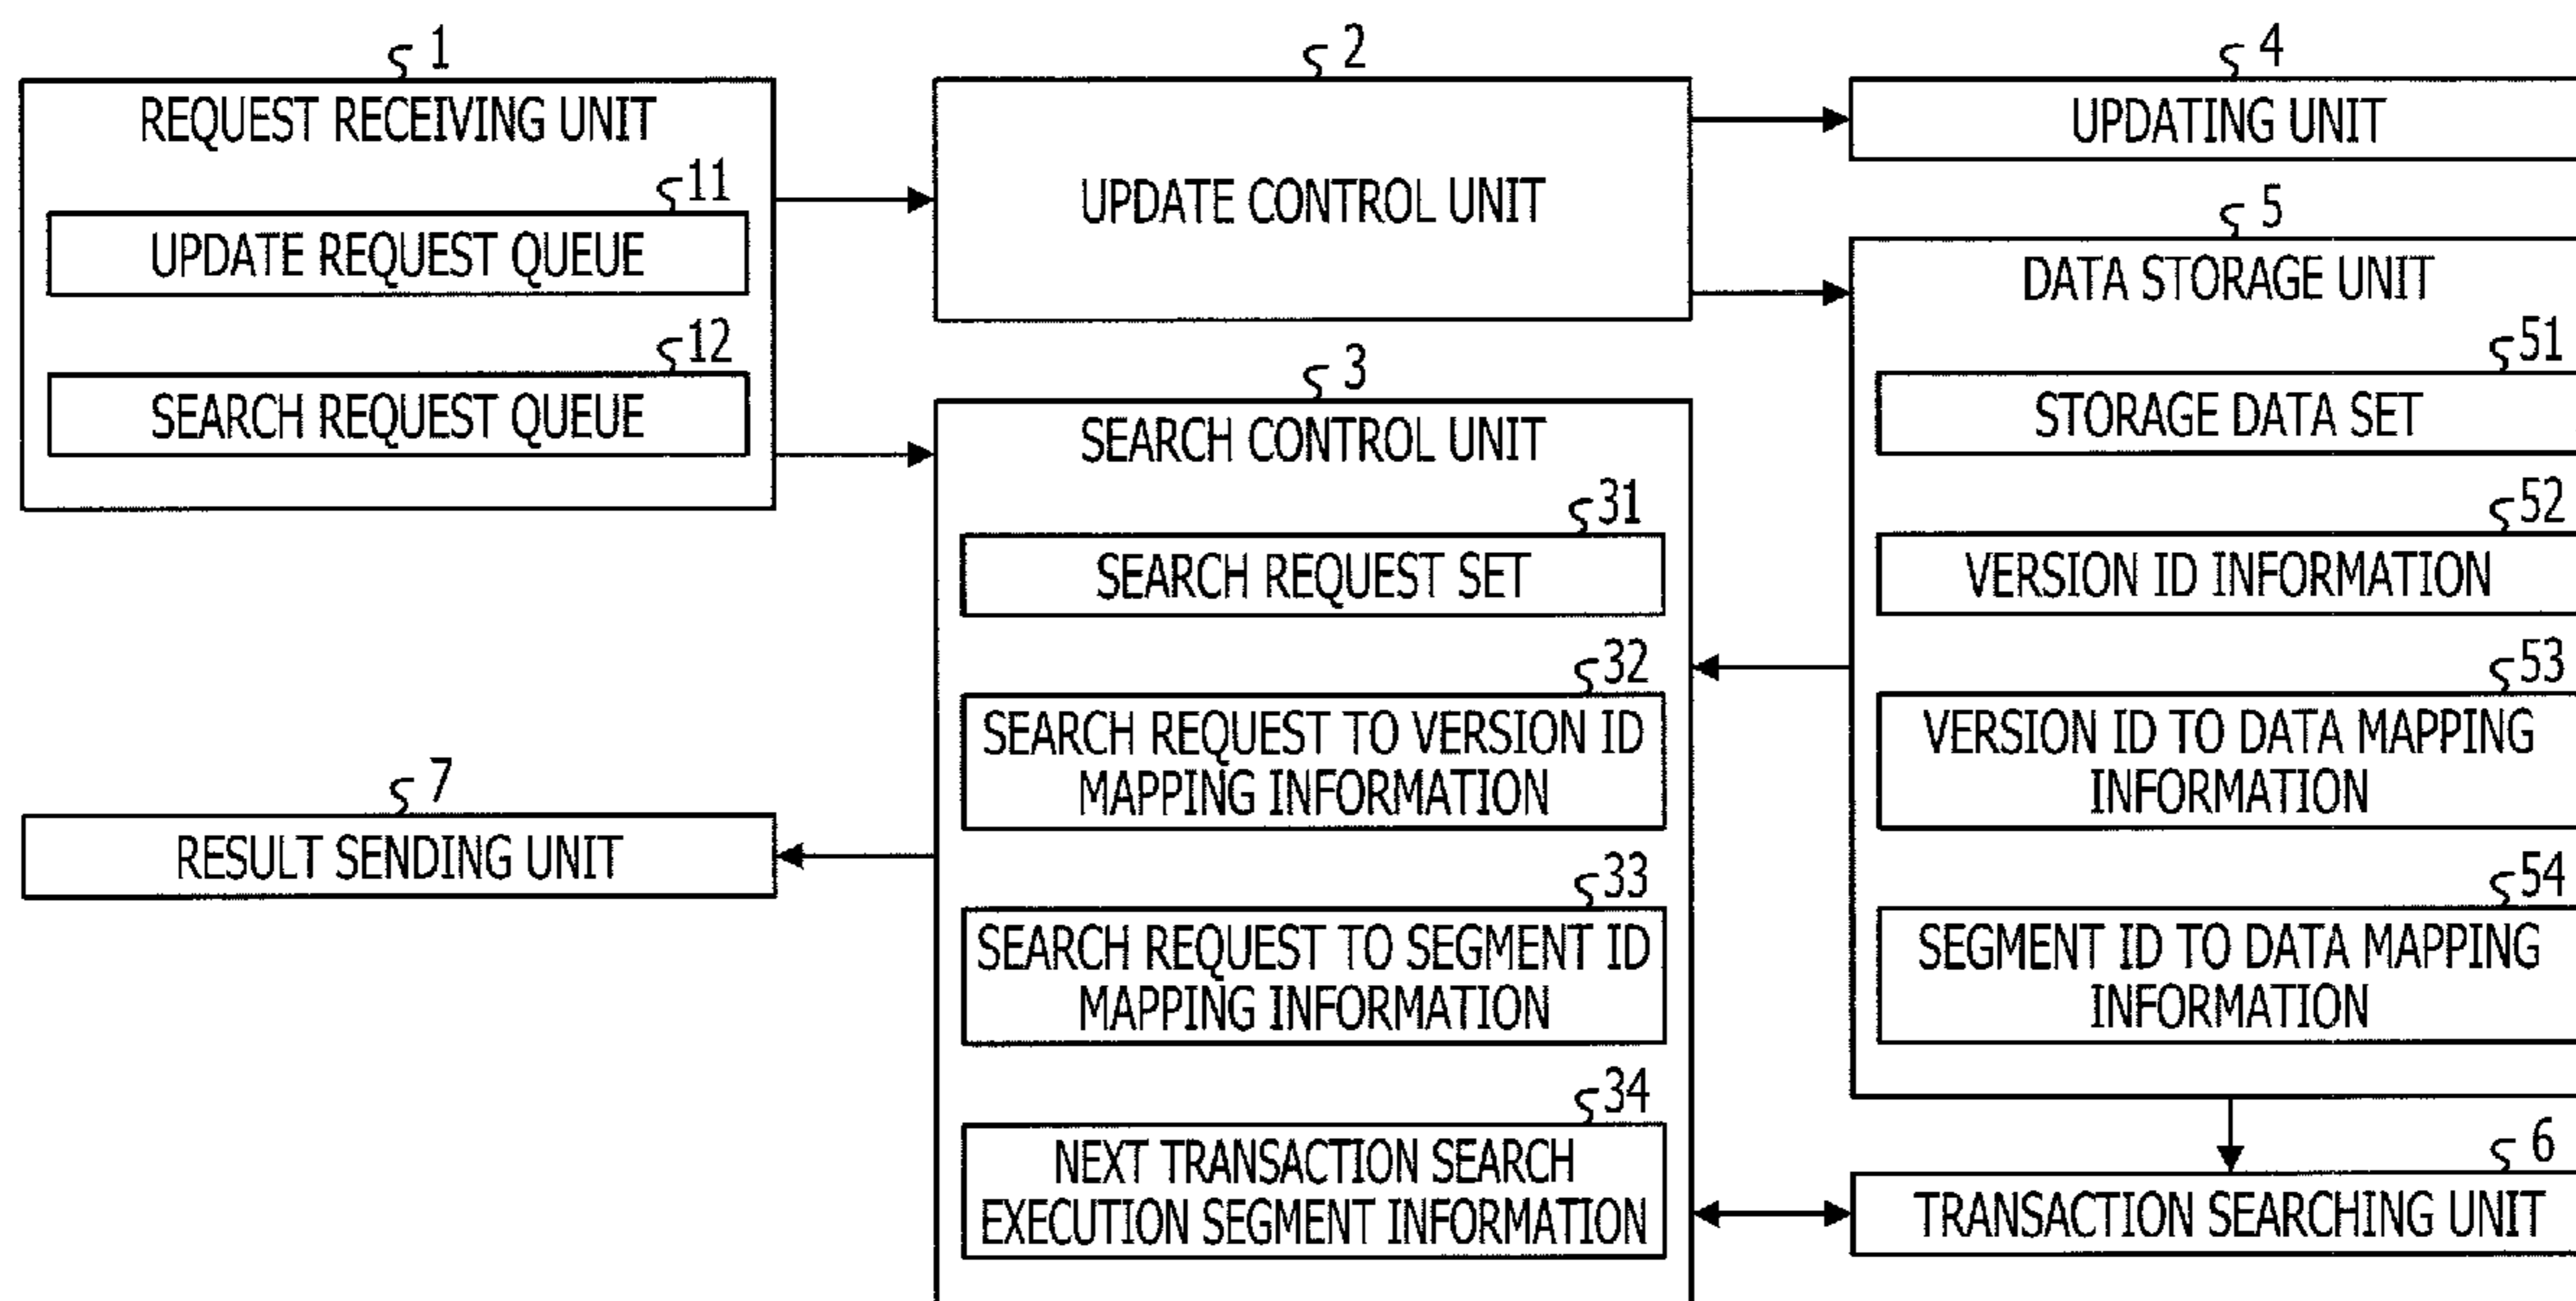 1
REQUEST RECEIVING UNIT
11
UPDATE REQUEST QUEUE
12
SEARCH REQUEST QUEUE
2
UPDATE CONTROL UNIT
3
SEARCH CONTROL UNIT
31
SEARCH REQUEST SET
32
SEARCH REQUEST TO VERSION ID
MAPPING INFORMATION
33
SEARCH REQUEST TO SEGMENT ID
MAPPING INFORMATION
34
NEXT TRANSACTION SEARCH
EXECUTION SEGMENT INFORMATION
4
UPDATING UNIT
5
DATA STORAGE UNIT
51
STORAGE DATA SET
52
VERSION ID INFORMATION
53
VERSION ID TO DATA MAPPING
INFORMATION
54
SEGMENT ID TO DATA MAPPING
INFORMATION
6
TRANSACTION SEARCHING UNIT
7
RESULT SENDING UNIT